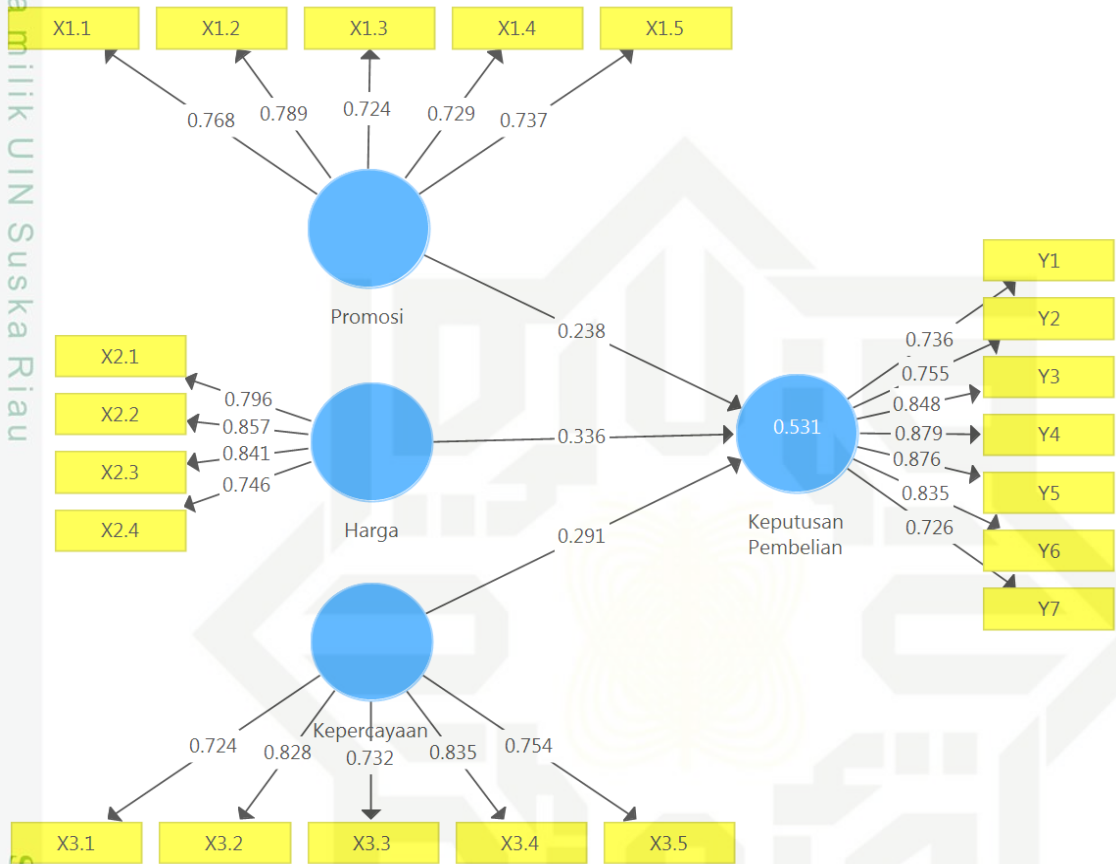 a milik UIN Suska Riau
X1.1
X1.2
X1.3
X1.4
X1.5
0.768
0.789
0.724
0.729
0.737
Promosi
0.238
X2.1
X2.2
X2.3
X2.4
0.796
0.857
0.841
0.746
Harga
0.336
0.531
Keputusan
Pembelian
0.291
Y1
Y2
Y3
Y4
Y5
Y6
Y7
0.736
0.755
0.848
0.879
0.876
0.835
0.726
Kepercayaan
0.724
0.828
0.732
0.835
0.754
X3.1
X3.2
X3.3
X3.4
X3.5